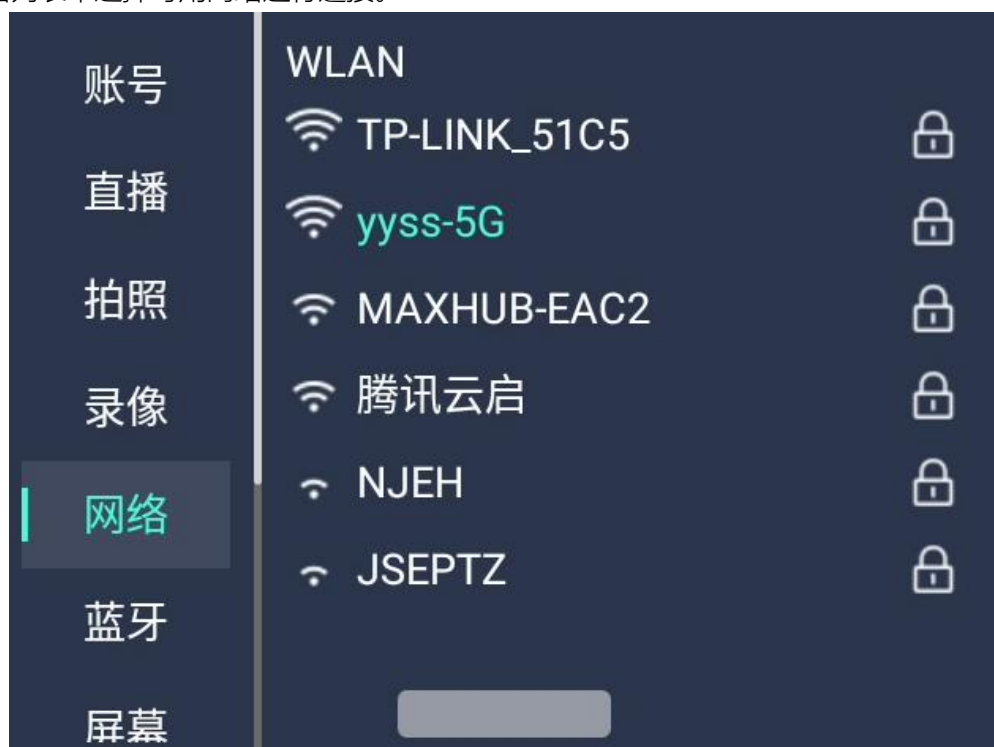 账号
直播
拍照
录像
网络
蓝牙
屏幕
WLAN
TP-LINK_51C5
yyss-5G
MAXHUB-EAC2
腾讯云启
NJEH
JSEPTZ